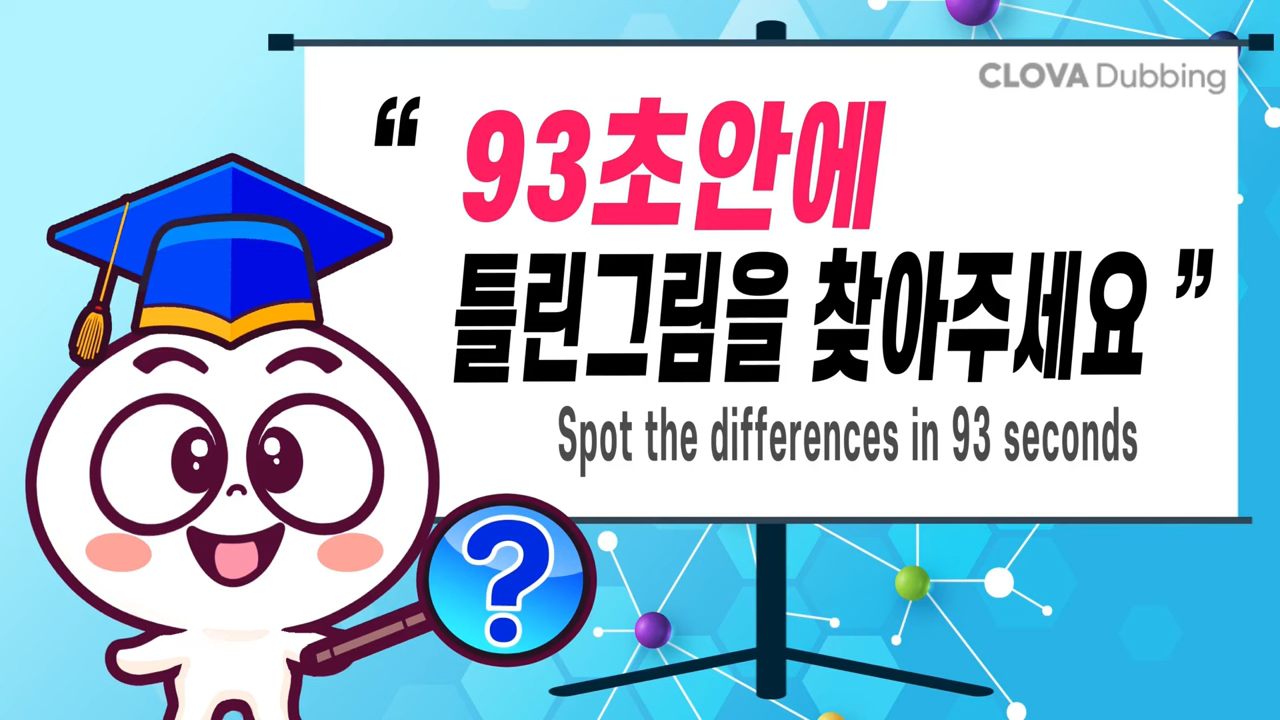 CLOVA Dubbing
“ 93초안에
틀린그림을 찾아주세요 ”
Spot the differences in 93 seconds
?